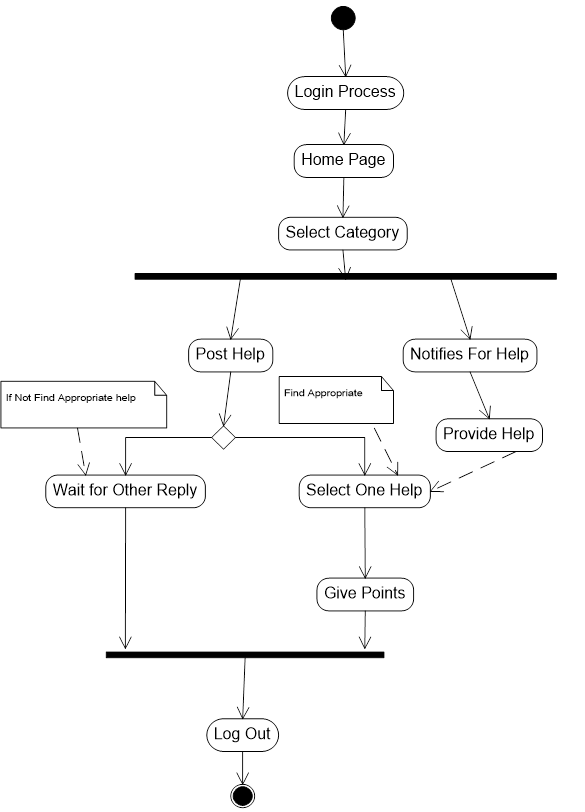 Login Process
Home Page
Select Category
Post Help
Notifies For Help
If Not Find Appropriate help
Find Appropriate
Provide Help
Wait for Other Reply
Select One Help
Give Points
Log Out